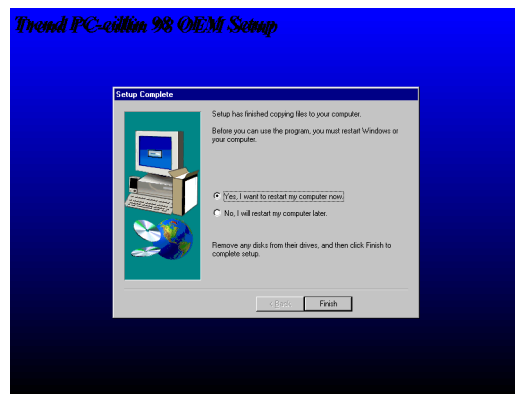 Trend PC-cillin 98 OEM Setup
Setup Complete
Setup has finished copying files to your computer.
Before you can use the program, you must restart Windows or
your computer.
Yes, I want to restart my computer now.
No, I will restart my computer later.
Remove any disks from their drives, and then click Finish to
complete setup.
< Back
Finish